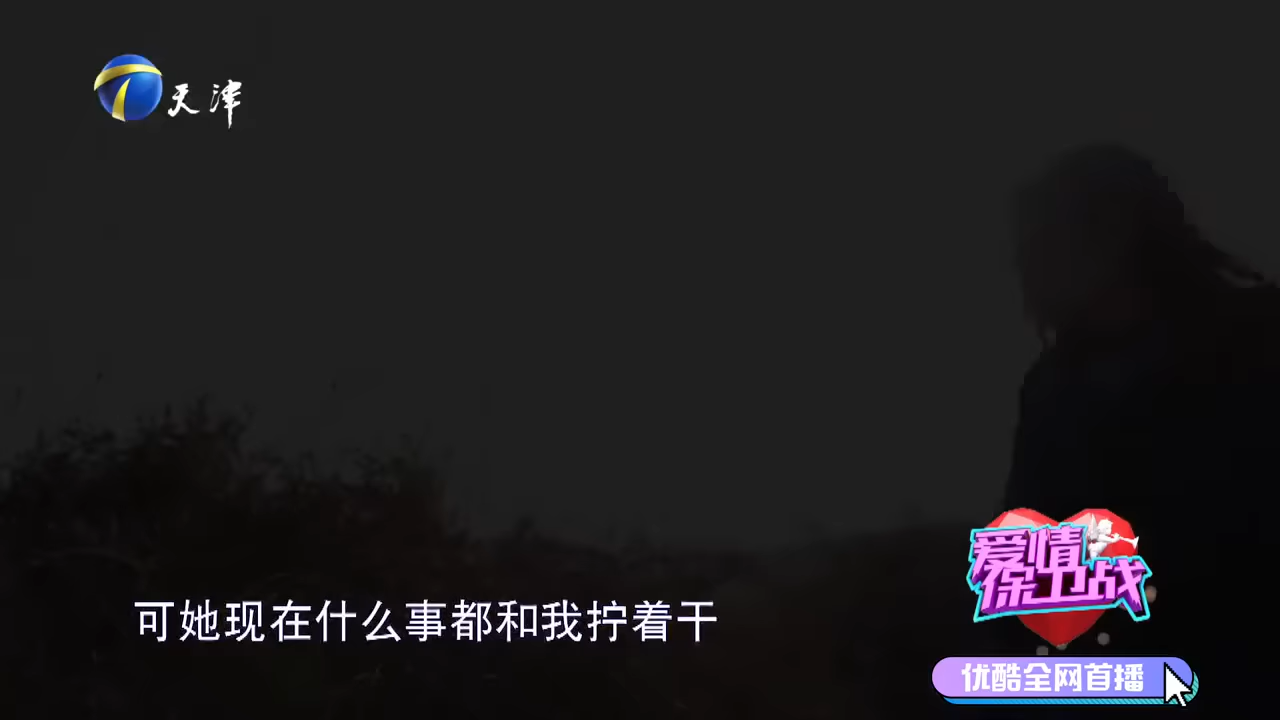 天津
可她现在什么事都和我拧着干
爱情
保卫战
优酷全网首播